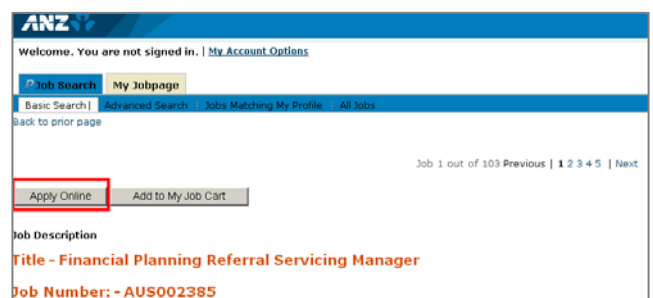 ANZ
Welcome. You are not signed in. | My Account Options
Job Search My Jobpage
Basic Search | Advanced Search | Jobs Matching My Profile | All Jobs
Back to prior page
Job 1 out of 103 Previous | 1 2 3 4 5 | Next
Apply Online Add to My Job Cart
Job Description
Title - Financial Planning Referral Servicing Manager
Job Number: - AUS002385